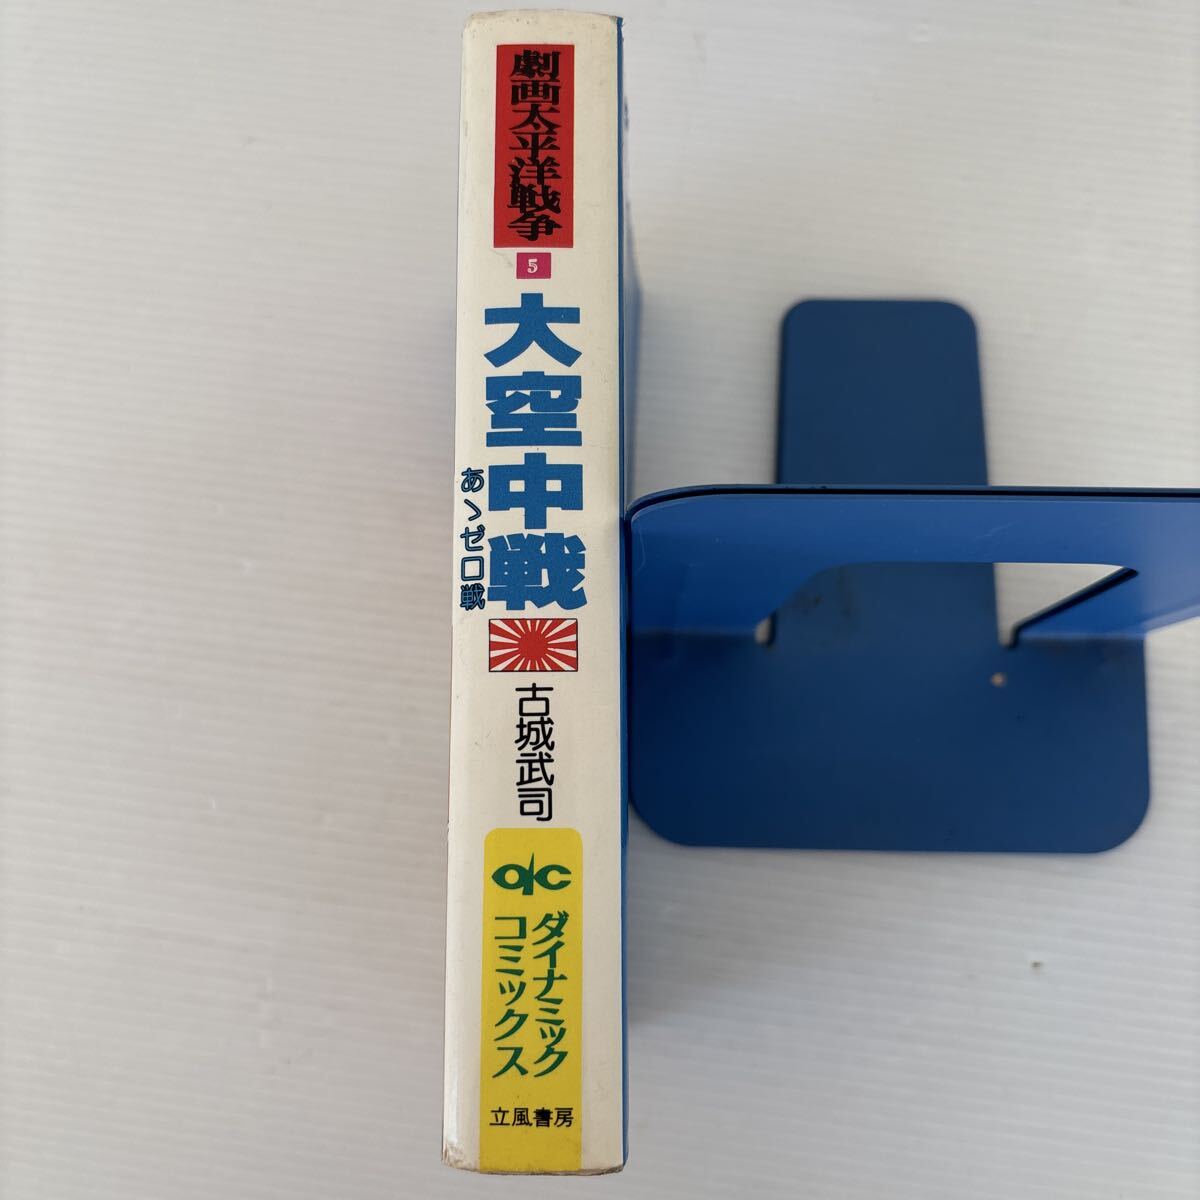 劇画太平洋戦争
5
大空中戦
あゝゼロ戦
古城武司
dc
ダイナミック
コミックス
立風書房